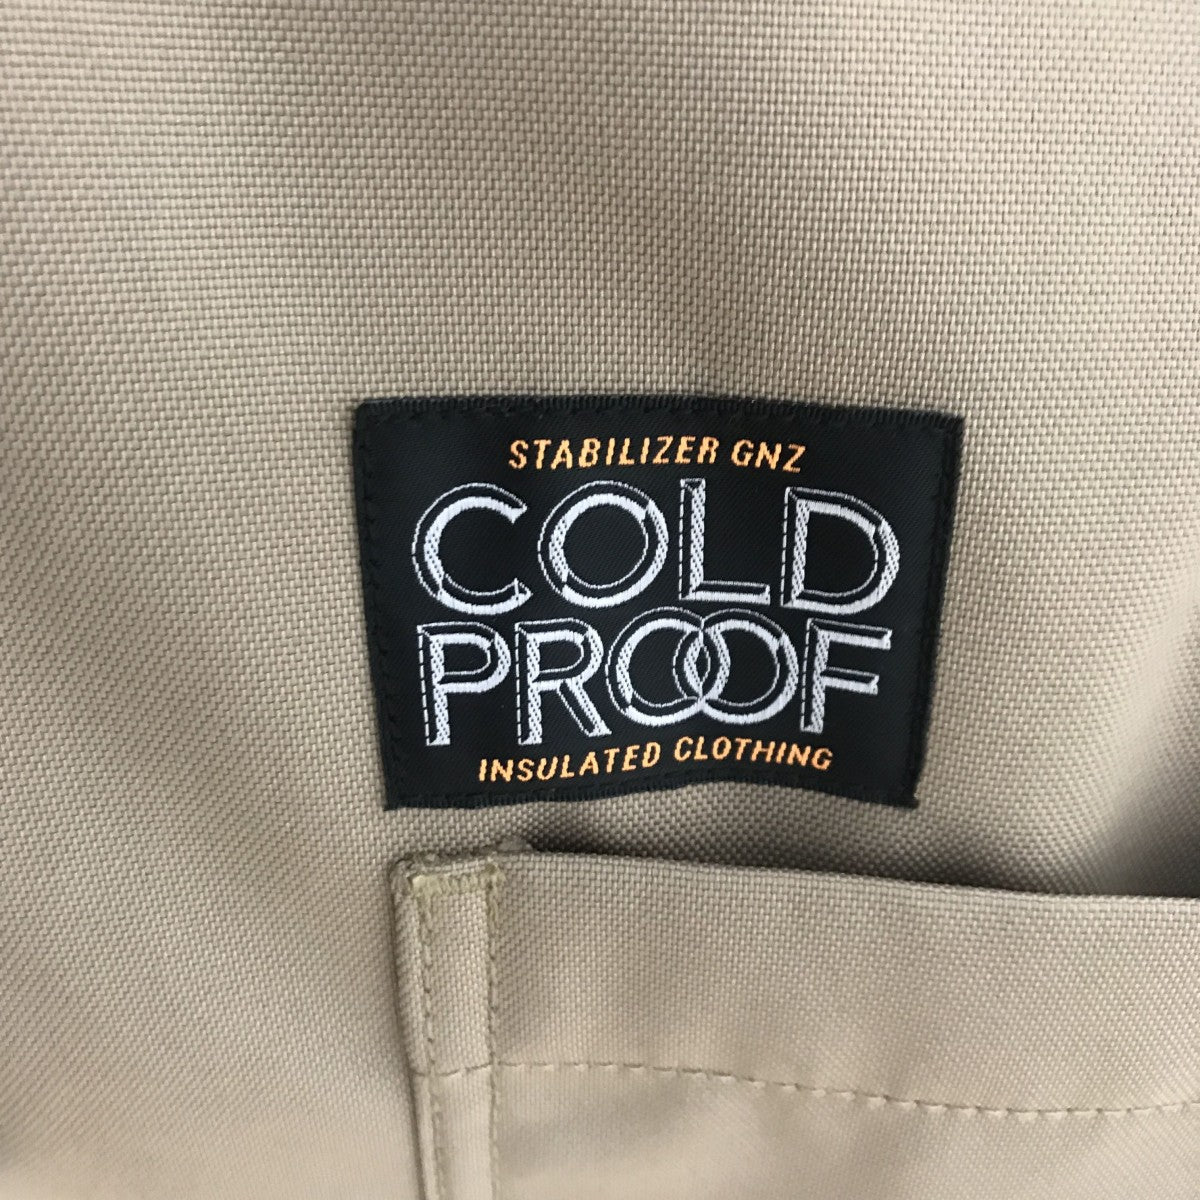 STABILIZER GNZ
COLD
PROOF
INSULATED CLOTHING